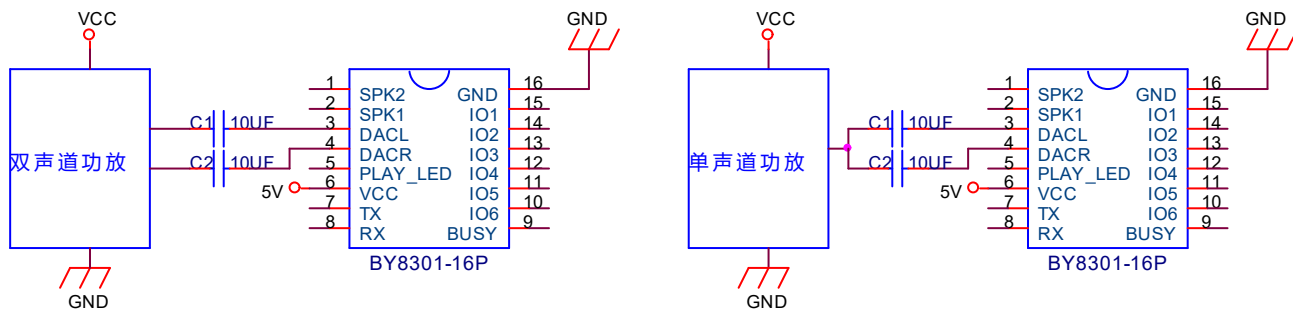 VCC
GND
双声道功放
C1 10UF
C2 10UF
5V
1 SPK2 GND 16
2 SPK1 IO1 15
3 DACL IO2 14
4 DACR IO3 13
5 PLAY_LED IO4 12
6 VCC IO5 11
7 TX IO6 10
8 RX BUSY 9
BY8301-16P
GND
VCC
GND
单声道功放
C1 10UF
C2 10UF
5V
1 SPK2 GND 16
2 SPK1 IO1 15
3 DACL IO2 14
4 DACR IO3 13
5 PLAY_LED IO4 12
6 VCC IO5 11
7 TX IO6 10
8 RX BUSY 9
BY8301-16P
GND